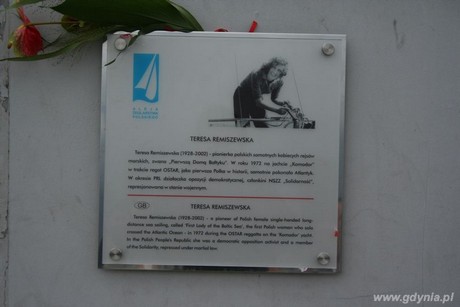 TERESA REMISZEWSKA
Teresa Remiszewska (1928-2002) - pionierka polskich samotnych kobiecych rejsów
morskich, zwana "Pierwszą Damą Bałtyku". W roku 1972 na jachcie "Komodor"
w trakcie regat OSTAR, jako pierwsza Polka w historii, samotnie pokonała Atlantyk.
W okresie PRL działaczka opozycji demokratycznej, członkini NSZZ "Solidarność",
represjonowana w stanie wojennym.
GB
TERESA REMISZEWSKA
Teresa Remiszewska (1928-2002) - a pioneer of Polish female single-handed long-
distance sea sailing, called 'First Lady of the Baltic Sea', the first Polish women who solo
crossed the Atlantic Ocean - in 1972 during the OSTAR reggata on the 'Komodor' yacht.
In the Polish People's Republic she was a democratic opposition activist and a member
of the Solidarity, repressed under martial law.
www.gdynia.pl